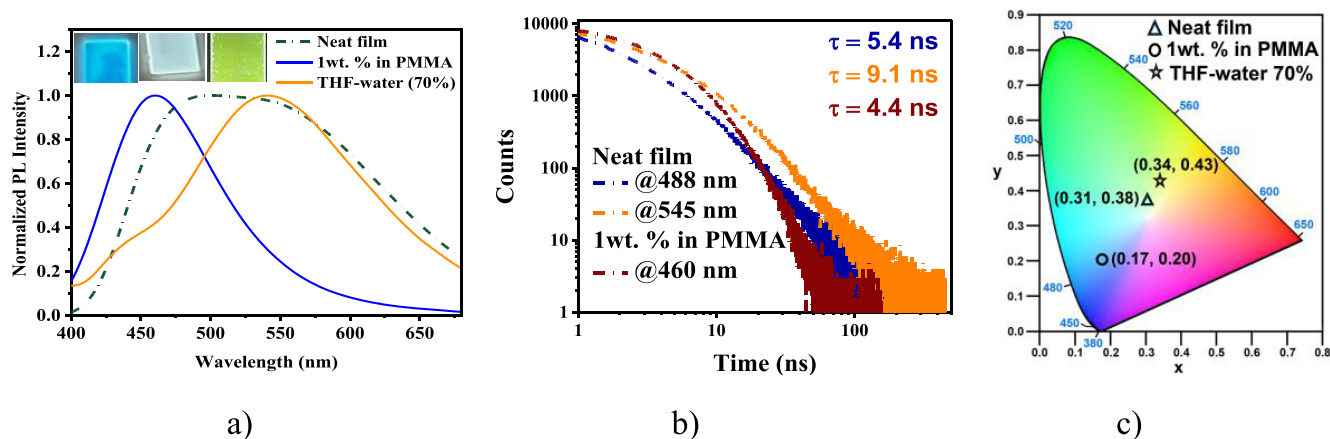 Normalized PL Intensity
1.2
1.0
0.8
0.6
0.4
0.2
0.0
Neat film
1wt. % in PMMA
THF-water (70%)
400 450 500 550 600 650
Wavelength (nm)
a)
Counts
10000
1000
100
10
1
τ = 5.4 ns
τ = 9.1 ns
τ = 4.4 ns
Neat film
@488 nm
@545 nm
1wt. % in PMMA
@460 nm
1 10 100
Time (ns)
b)
y
0.9
0.8
0.7
0.6
0.5
0.4
0.3
0.2
0.1
0.0
Neat film
1wt. % in PMMA
THF-water 70%
520
540
560
500
580
600
650
480
450
380
(0.34, 0.43)
(0.31, 0.38)
(0.17, 0.20)
0.0 0.1 0.2 0.3 0.4 0.5 0.6 0.7 0.8
x
c)